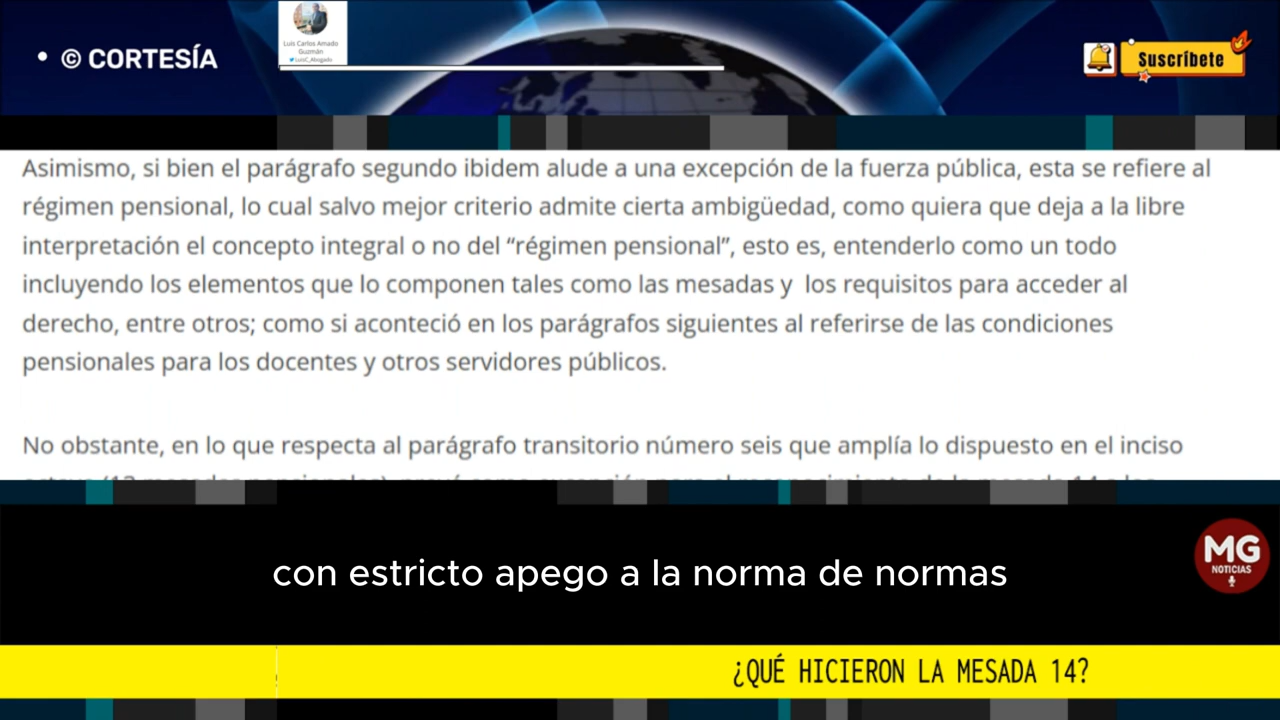 • © CORTESÍA
Luis Carlos Amado
Guzmán
LuisC_Abogado
Suscríbete
Asimismo, si bien el parágrafo segundo ibidem alude a una excepción de la fuerza pública, esta se refiere al
régimen pensional, lo cual salvo mejor criterio admite cierta ambigüedad, como quiera que deja a la libre
interpretación el concepto integral o no del “régimen pensional”, esto es, entenderlo como un todo
incluyendo los elementos que lo componen tales como las mesadas y los requisitos para acceder al
derecho, entre otros; como si aconteció en los parágrafos siguientes al referirse de las condiciones
pensionales para los docentes y otros servidores públicos.
No obstante, en lo que respecta al parágrafo transitorio número seis que amplía lo dispuesto en el inciso
con estricto apego a la norma de normas
MG
NOTICIAS
¿QUÉ HICIERON LA MESADA 14?